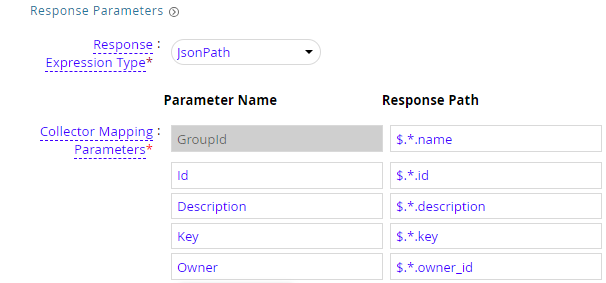 Response Parameters
Response :
Expression Type*
JsonPath
Parameter Name Response Path
Collector Mapping :
Parameters*
GroupId $.*.name
Id $.*.id
Description $.*.description
Key $.*.key
Owner $.*.owner_id